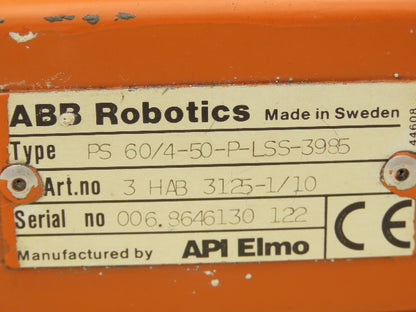 ABB Robotics Made in Sweden
Type PS 60/4-50-P-LSS-3985
Art.no 3 HAB 3125-1/10
Serial no 006.8646130 122
Manufactured by API Elmo CE
44608